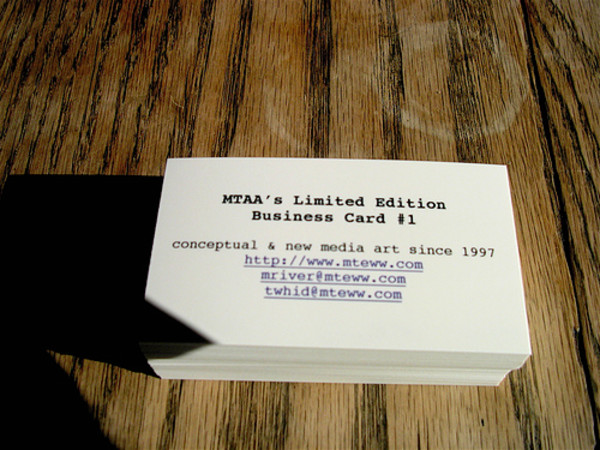 MTAA's Limited Edition
Business Card #1
conceptual & new media art since 1997
http://www.mteww.com
mriver@mteww.com
twhid@mteww.com